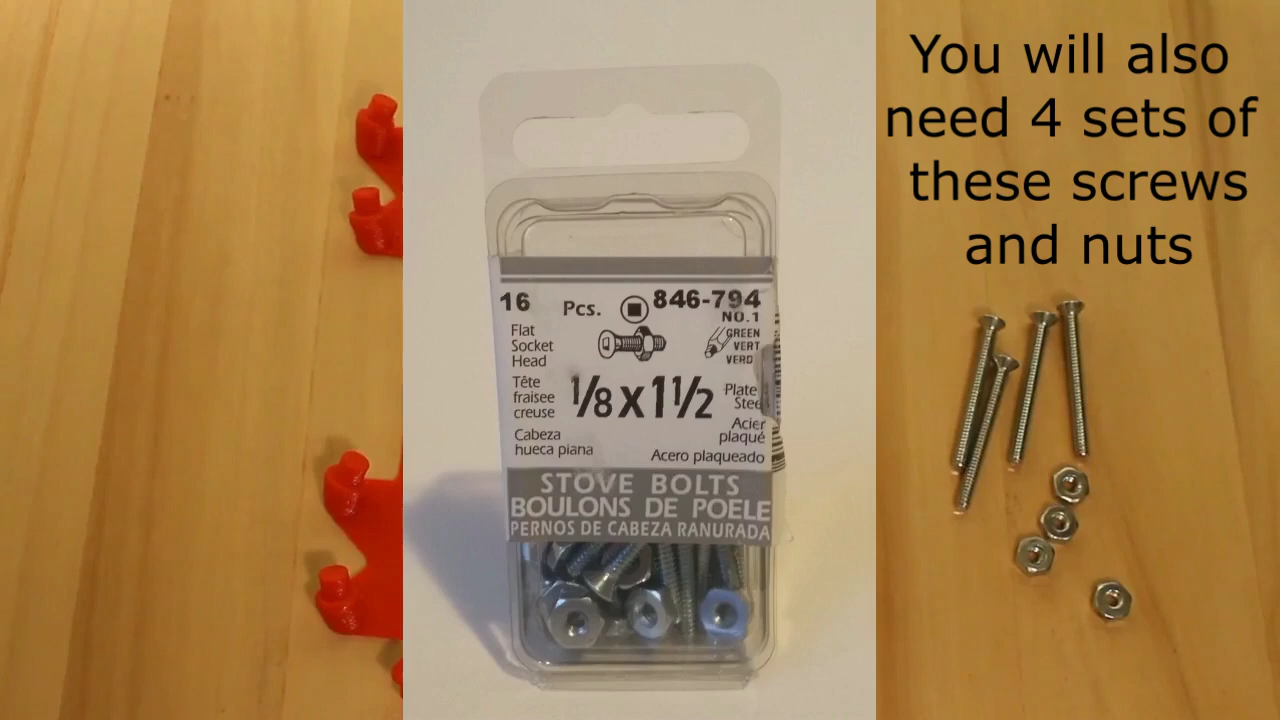 16 Pcs. 846-794
NO.1
GREEN
VERT
VERD
Flat
Socket
Head
Tête
fraisee
creuse
Cabeza
hueca piana
1/8 x 1 1/2
Plate
Steel
Acier
plaqué
Acero plaqueado
STOVE BOLTS
BOULONS DE POELE
PERNOS DE CABEZA RANURADA
You will also
need 4 sets of
these screws
and nuts